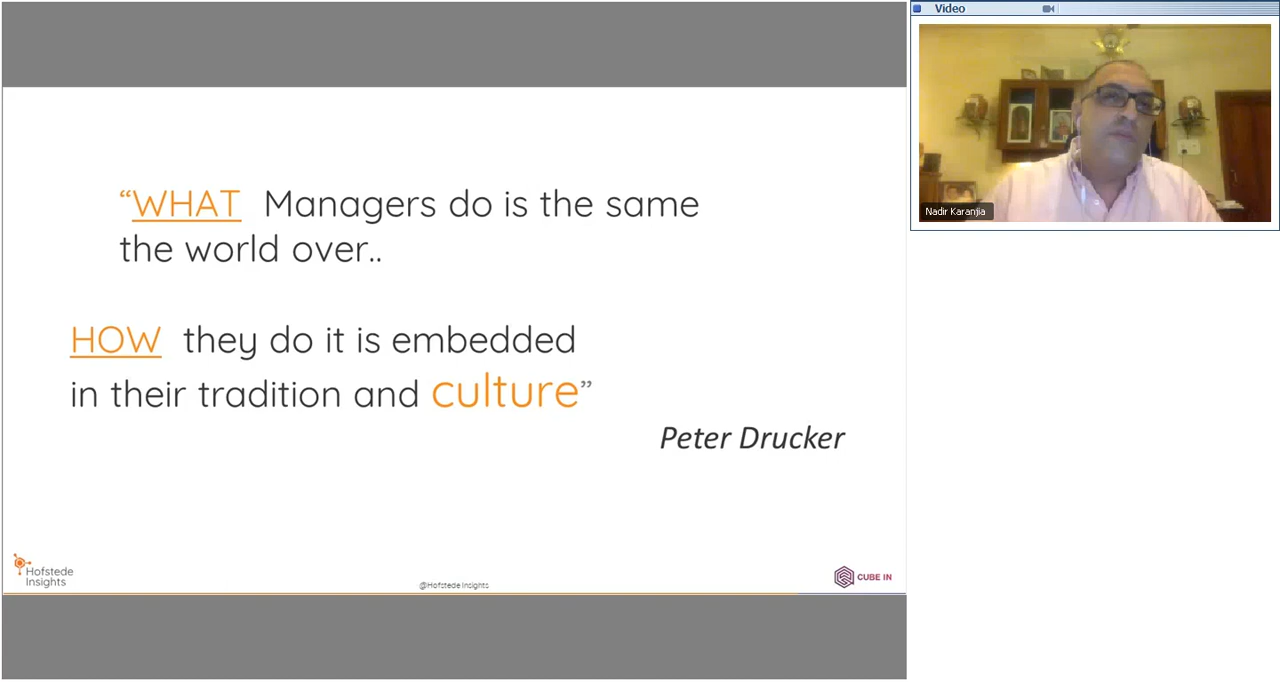 “WHAT Managers do is the same
the world over..
HOW they do it is embedded
in their tradition and culture”
Peter Drucker
Hofstede
Insights
@Hofstede Insights
CUBE IN
Video
Nadir Karanjia